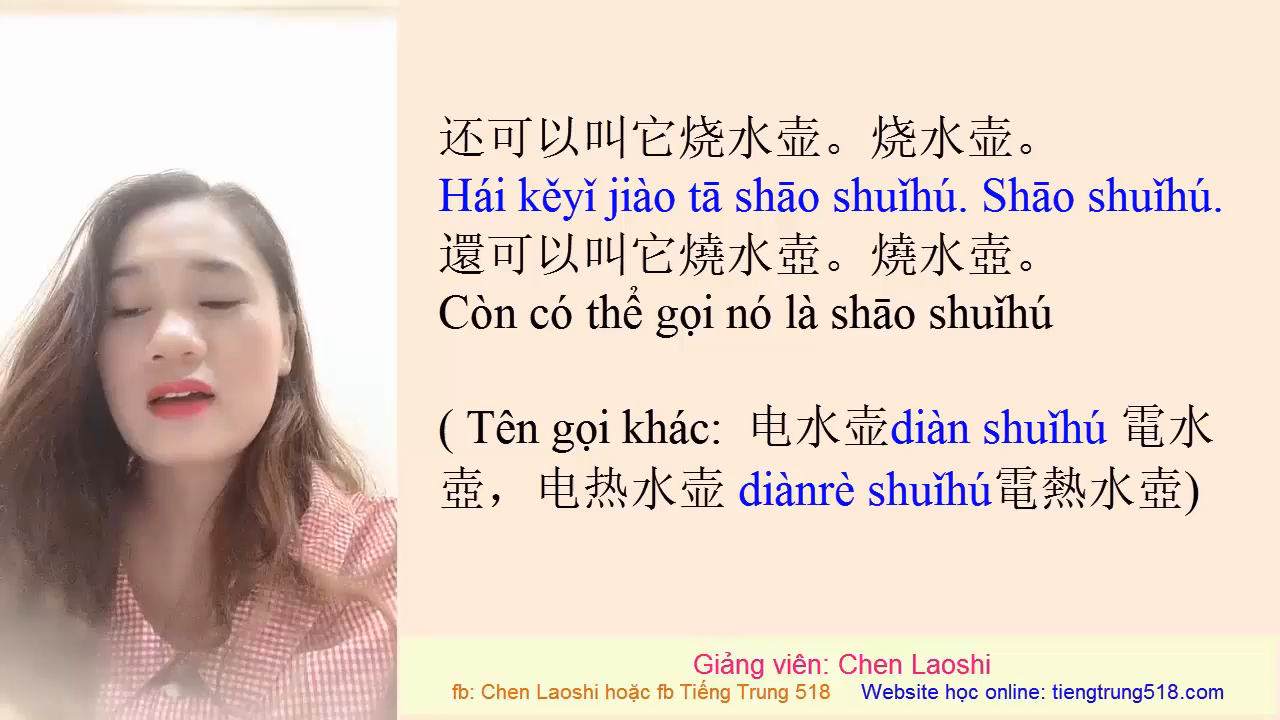 还可以叫它烧水壶。烧水壶。
Hái kěyǐ jiào tā shāo shuǐhú. Shāo shuǐhú.
還可以叫它燒水壺。燒水壺。
Còn có thể gọi nó là shāo shuǐhú
( Tên gọi khác: 电水壶diàn shuǐhú 電水
壺，电热水壶 diànrè shuǐhú電熱水壺)
Giảng viên: Chen Laoshi
fb: Chen Laoshi hoặc fb Tiếng Trung 518 Website học online: tiengtrung518.com